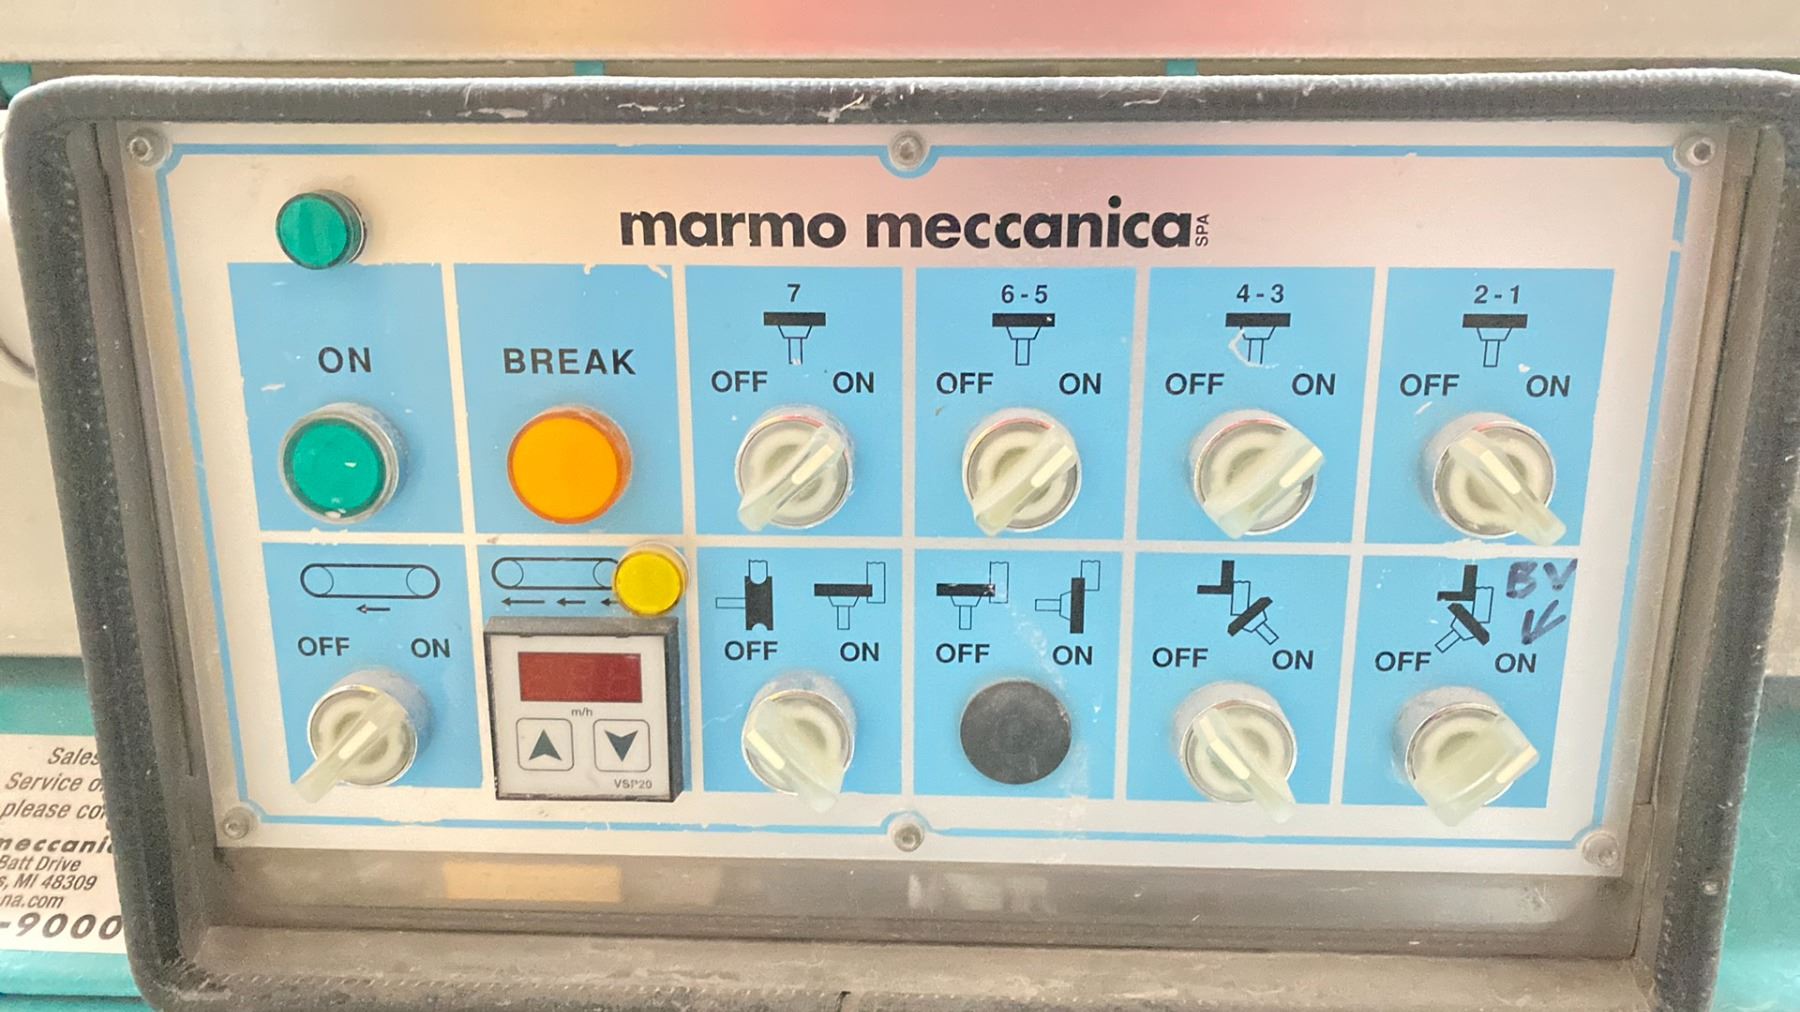 marmo meccanica SPA
ON
BREAK
7
OFF ON
6-5
OFF ON
4-3
OFF ON
2-1
OFF ON
OFF ON
m/h
VSP20
OFF ON
OFF ON
OFF ON
BV
OFF ON
Sales
Service
please
meccanic
Batt Drive
MI 48309
na.com
-9000